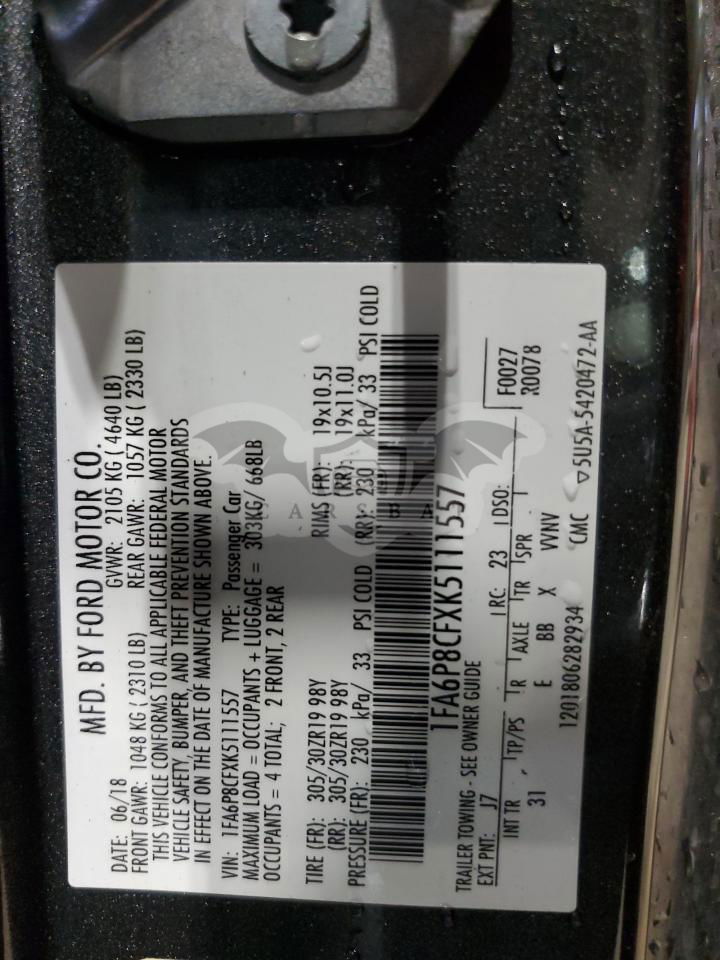 MFD. BY FORD MOTOR CO.
DATE: 06/18 GVWR: 2105 KG ( 4640 LB)
FRONT GAWR: 1048 KG ( 2310 LB) REAR GAWR: 1057 KG ( 2330 LB)
THIS VEHICLE CONFORMS TO ALL APPLICABLE FEDERAL MOTOR
VEHICLE SAFETY, BUMPER, AND THEFT PREVENTION STANDARDS
IN EFFECT ON THE DATE OF MANUFACTURE SHOWN ABOVE.
VIN: 1FA6P8CFXK5111557 TYPE: Passenger Car
MAXIMUM LOAD = OCCUPANTS + LUGGAGE = 303KG/ 668LB
OCCUPANTS = 4 TOTAL; 2 FRONT, 2 REAR
TIRE (FR): 305/30ZR19 98Y RIMS (FR): 19x10.5J
(RR): 305/30ZR19 98Y (RR): 19x11.0J
PRESSURE (FR): 230 kPa/ 33 PSI COLD (RR): 230 kPa/ 33 PSI COLD
1FA6P8CFXK5111557
TRAILER TOWING - SEE OWNER GUIDE
EXT PNT: J7 RC: 23 DSO: F0027
INT TR TP/PS R AXLE TR SPR R0078
31 E BB X WNV
1201806282934 CMC ▽5U5A-5420472-AA